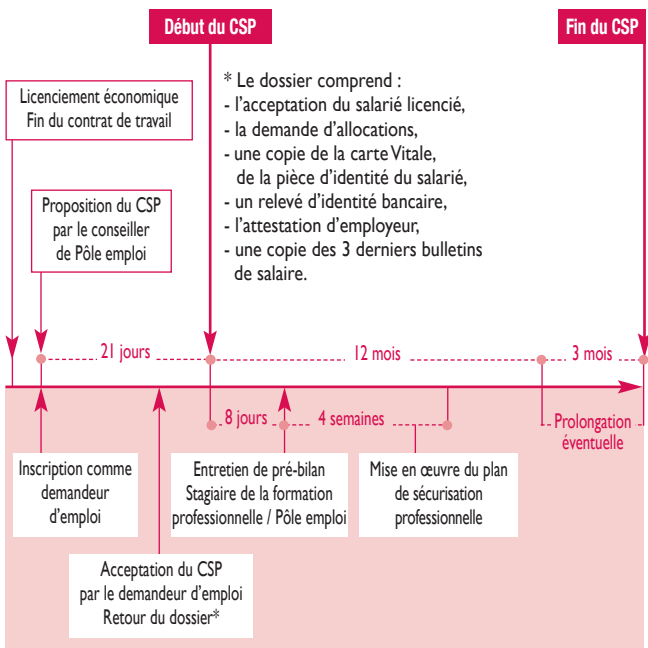 Début du CSP
Fin du CSP
Licenciement économique
Fin du contrat de travail
Proposition du CSP
par le conseiller
de Pôle emploi
* Le dossier comprend :
- l'acceptation du salarié licencié,
- la demande d'allocations,
- une copie de la carte Vitale,
de la pièce d'identité du salarié,
- un relevé d'identité bancaire,
- l'attestation d'employeur,
- une copie des 3 derniers bulletins
de salaire.
21 jours
12 mois
3 mois
8 jours
4 semaines
Prolongation
éventuelle
Inscription comme
demandeur
d'emploi
Entretien de pré-bilan
Stagiaire de la formation
professionnelle / Pôle emploi
Mise en œuvre du plan
de sécurisation
professionnelle
Acceptation du CSP
par le demandeur d'emploi
Retour du dossier*